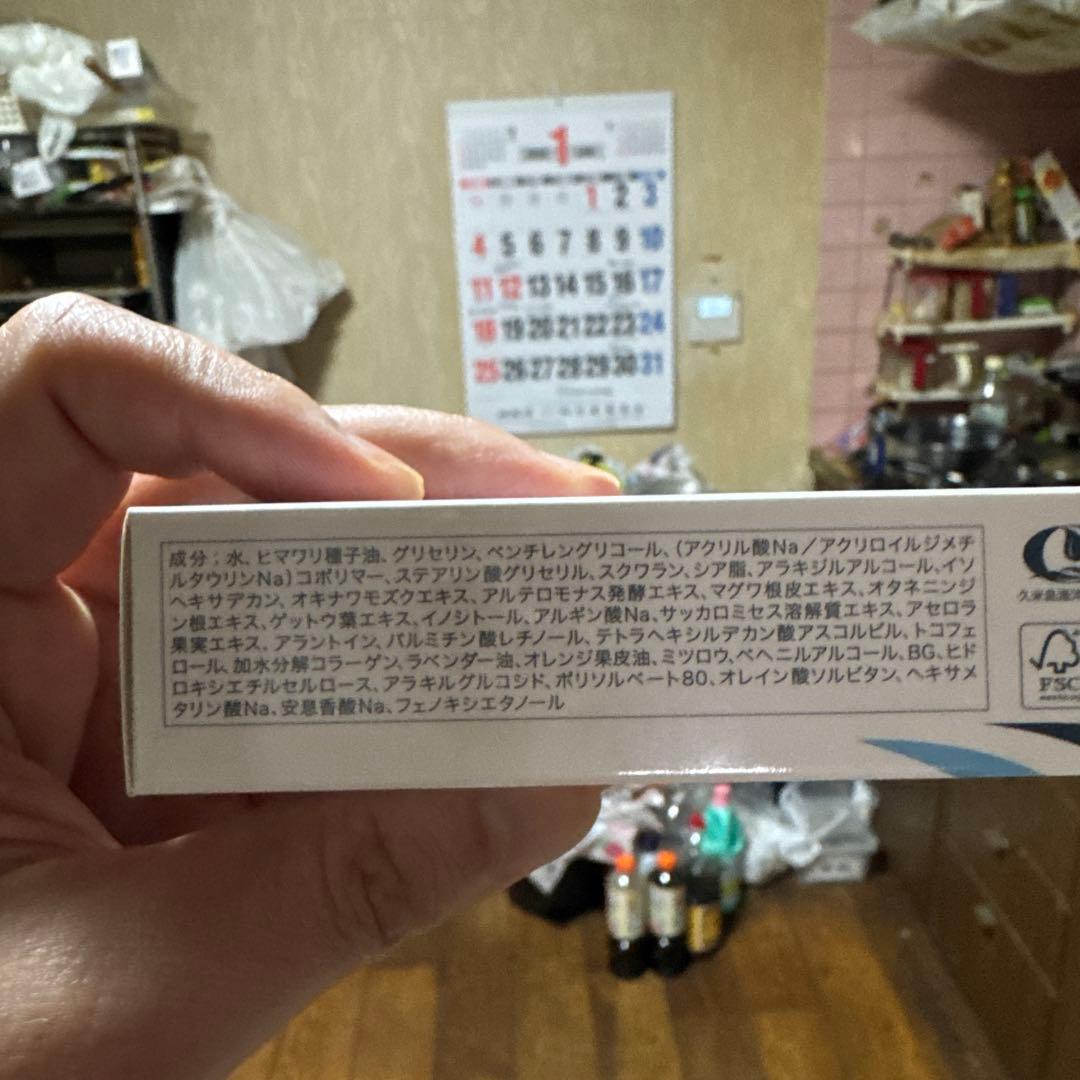 1
1 2 3
4 5 6 7 8 9 10
11 12 13 14 15 16 17
18 19 20 21 22 23 24
25 26 27 28 29 30 31
成分：水、ヒマワリ種子油、グリセリン、ペンチレングリコール、(アクリル酸Na／アクリロイルジメチ
ルタウリンNa)コポリマー、ステアリン酸グリセリル、スクワラン、シア脂、アラキジルアルコール、イソ
ヘキサデカン、オキナワモズクエキス、アルテロモナス発酵エキス、マグワ根皮エキス、オタネニンジ
ン根エキス、ゲットウ葉エキス、イノシトール、アルギン酸Na、サッカロミセス溶解質エキス、アセロラ
果実エキス、アラントイン、パルミチン酸レチノール、テトラヘキシルデカン酸アスコルビル、トコフェ
ロール、加水分解コラーゲン、ラベンダー油、オレンジ果皮油、ミツロウ、ベヘニルアルコール、BG、ヒド
ロキシエチルセルロース、アラキルグルコシド、ポリソルベート80、オレイン酸ソルビタン、ヘキサメ
タリン酸Na、安息香酸Na、フェノキシエタノール
久米島海洋
FSC